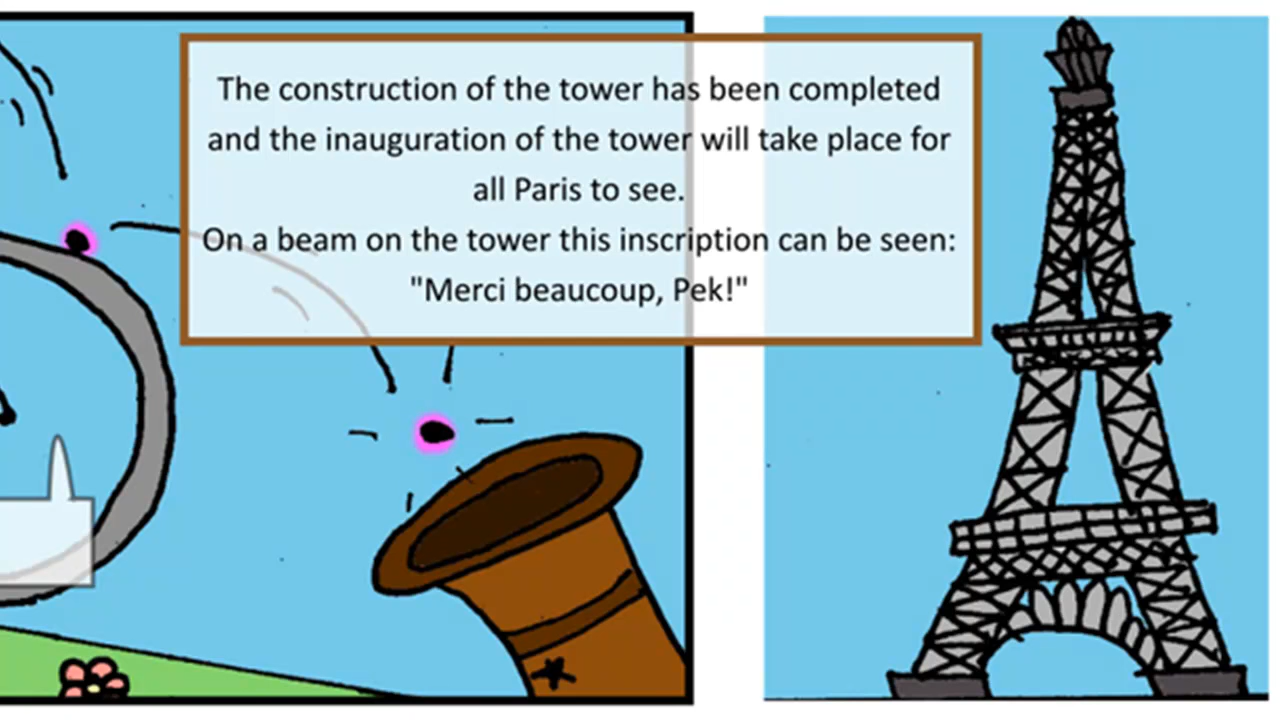 The construction of the tower has been completed
and the inauguration of the tower will take place for
all Paris to see.
On a beam on the tower this inscription can be seen:
"Merci beaucoup, Pek!"